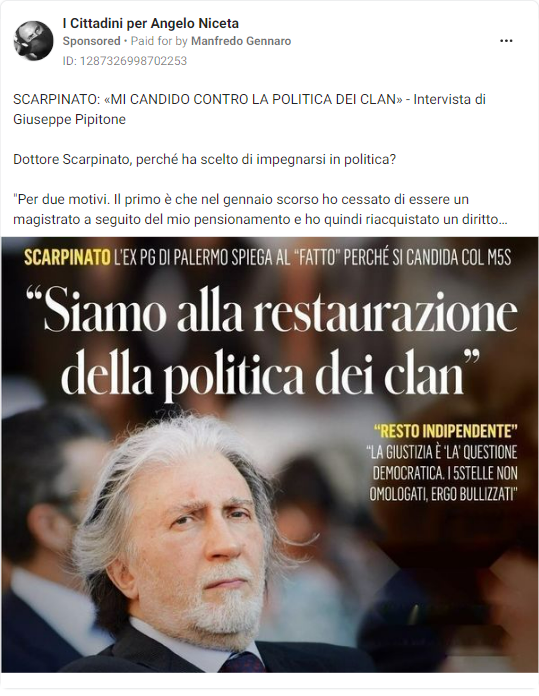 I Cittadini per Angelo Niceta
Sponsored • Paid for by Manfredo Gennaro
ID: 1287326998702253
SCARPINATO: «MI CANDIDO CONTRO LA POLITICA DEI CLAN» - Intervista di
Giuseppe Pipitone
Dottore Scarpinato, perché ha scelto di impegnarsi in politica?
"Per due motivi. Il primo è che nel gennaio scorso ho cessato di essere un
magistrato a seguito del mio pensionamento e ho quindi riacquistato un diritto...
SCARPINATO L'EX PG DI PALERMO SPIEGA AL "FATTO" PERCHÉ SI CANDIDA COL M5S
“Siamo alla restaurazione
della politica dei clan”
“RESTO INDIPENDENTE”
“LA GIUSTIZIA È ‘LA’ QUESTIONE
DEMOCRATICA. I 5STELLE NON
OMOLOGATI, ERGO BULLIZZATI”